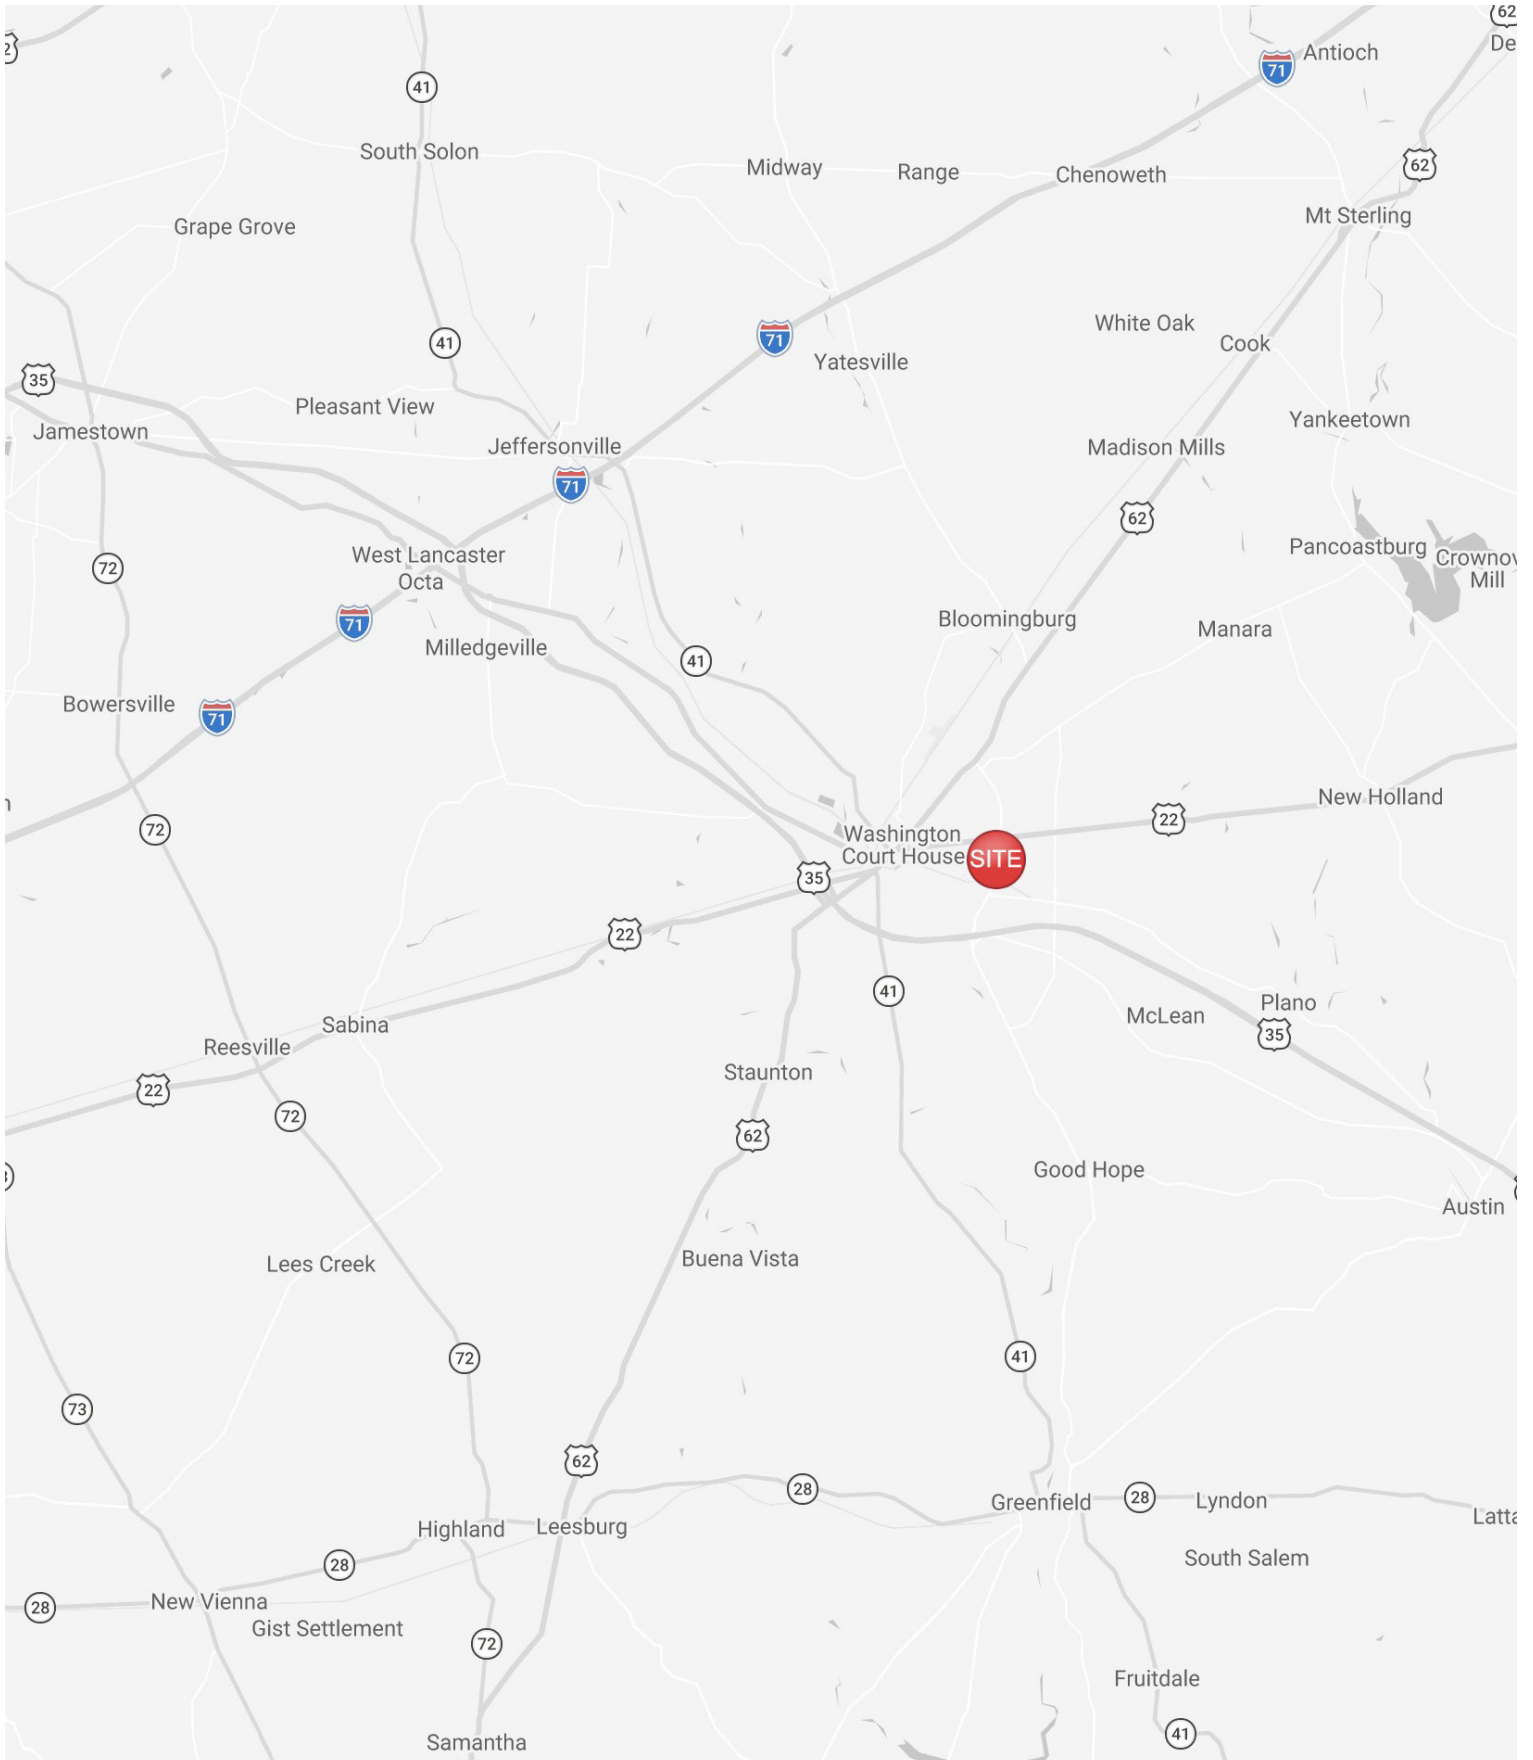 62
De
Antioch
71
41
South Solon
Midway
Range
Chenoweth
62
Mt Sterling
Grape Grove
White Oak
Cook
41
71
Yatesville
35
Pleasant View
Yankeetown
Jamestown
Jeffersonville
Madison Mills
71
62
Pancoastburg
Crownov
Mill
72
West Lancaster
Octa
71
Bloomingburg
Manara
Milledgeville
41
Bowersville
71
New Holland
22
72
Washington
Court House
SITE
35
22
41
Plano
McLean
35
Sabina
Reesville
22
Staunton
72
62
Good Hope
Austin
Buena Vista
Lees Creek
72
41
73
62
28
Greenfield
28
Lyndon
Latta
Highland
Leesburg
28
South Salem
28
New Vienna
Gist Settlement
72
Fruitdale
41
Samantha